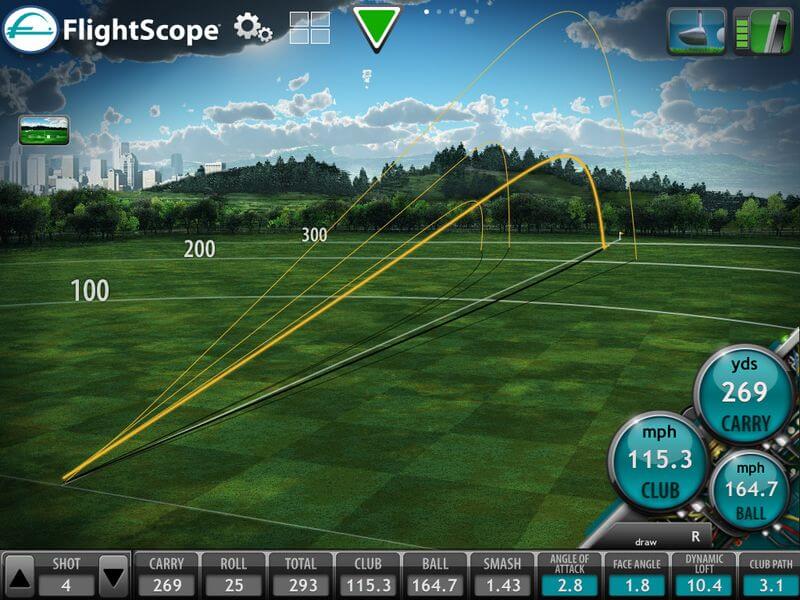 FlightScope
300
200
100
yds
269
CARRY
mph
115.3
CLUB
mph
164.7
BALL
draw R
SHOT CARRY ROLL TOTAL CLUB BALL SMASH ANGLE OF ATTACK FACE ANGLE DYNAMIC LOFT CLUB PATH
4 269 25 293 115.3 164.7 1.43 2.8 1.8 10.4 3.1